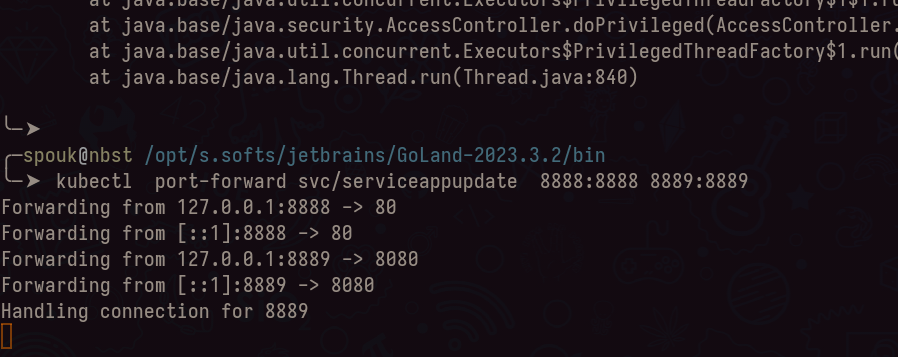 at java.base/java.util.concurrent.Executors$PrivilegedThreadFactory$1$1.ru
at java.base/java.security.AccessController.doPrivileged(AccessController.
at java.base/java.util.concurrent.Executors$PrivilegedThreadFactory$1.run(
at java.base/java.lang.Thread.run(Thread.java:840)
╰─➤
╭─spouk@nbst /opt/s.softs/jetbrains/GoLand-2023.3.2/bin
╰─➤ kubectl  port-forward svc/serviceappupdate  8888:8888 8889:8889
Forwarding from 127.0.0.1:8888 -> 80
Forwarding from [::1]:8888 -> 80
Forwarding from 127.0.0.1:8889 -> 8080
Forwarding from [::1]:8889 -> 8080
Handling connection for 8889